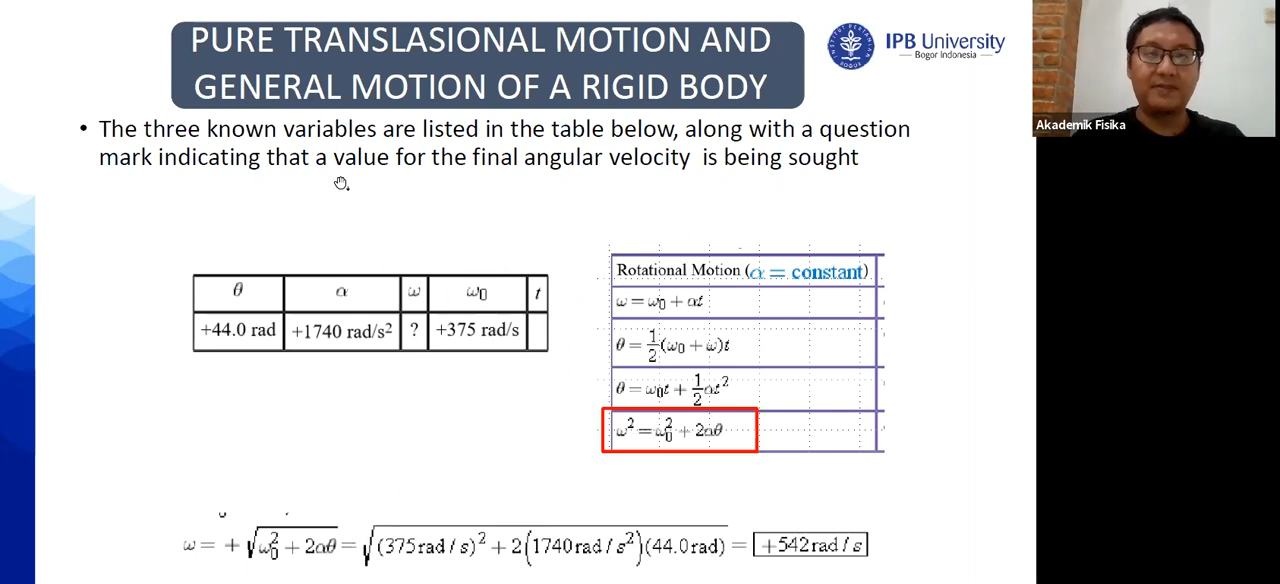 PURE TRANSLASIONAL MOTION AND
GENERAL MOTION OF A RIGID BODY
IPB University
Bogor Indonesia
Akademik Fisika
• The three known variables are listed in the table below, along with a question
mark indicating that a value for the final angular velocity is being sought
θ α ω ω₀ t
+44.0 rad +1740 rad/s² ? +375 rad/s
Rotational Motion (α = constant)
ω = ω₀ + αt
θ = 1/2(ω₀ + ω)t
θ = ω₀t + 1/2αt²
ω² = ω₀² + 2αθ
ω = + √(ω₀² + 2αθ) = √((375 rad / s)² + 2(1740 rad / s²)(44.0 rad)) = +542 rad / s